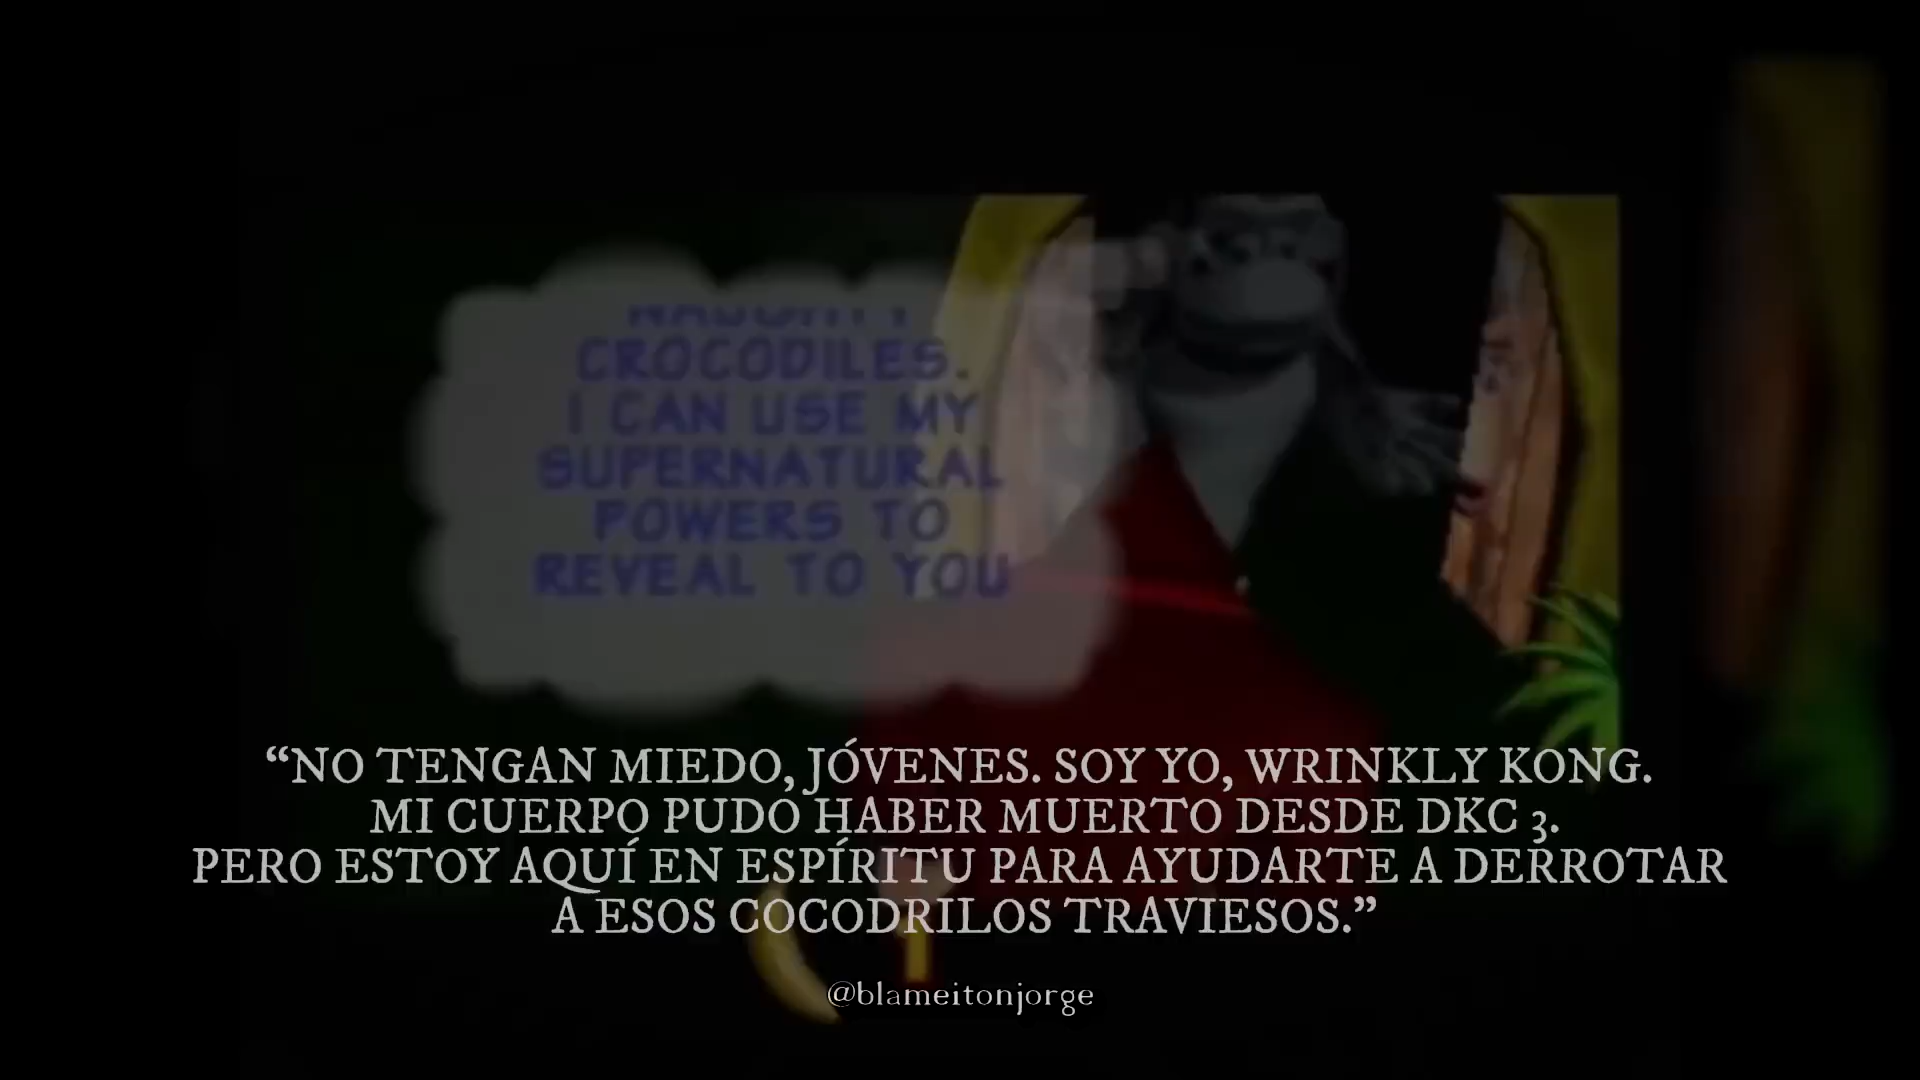 CROCODILES.
I CAN USE MY
SUPERNATURAL
POWERS TO
REVEAL TO YOU
“NO TENGAN MIEDO, JÓVENES. SOY YO, WRINKLY KONG.
MI CUERPO PUDO HABER MUERTO DESDE DKC 3.
PERO ESTOY AQUÍ EN ESPÍRITU PARA AYUDARTE A DERROTAR
A ESOS COCODRILOS TRAVIESOS.”
@blameitonjorge